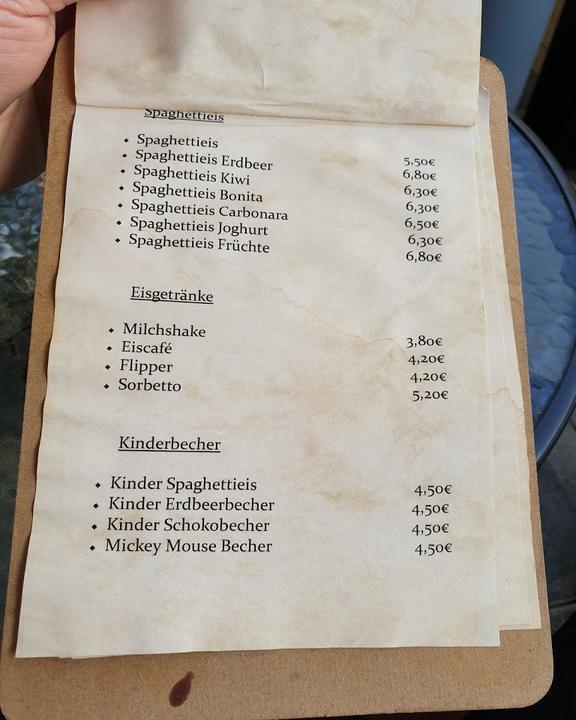 Spaghettieis
Spaghettieis 5,50€
Spaghettieis Erdbeer 6,80€
Spaghettieis Kiwi 6,30€
Spaghettieis Bonita 6,30€
Spaghettieis Carbonara 6,50€
Spaghettieis Joghurt 6,30€
Spaghettieis Früchte 6,80€
Eisgetränke
Milchshake 3,80€
Eiscafé 4,20€
Flipper 4,20€
Sorbetto 5,20€
Kinderbecher
Kinder Spaghettieis 4,50€
Kinder Erdbeerbecher 4,50€
Kinder Schokobecher 4,50€
Mickey Mouse Becher 4,50€